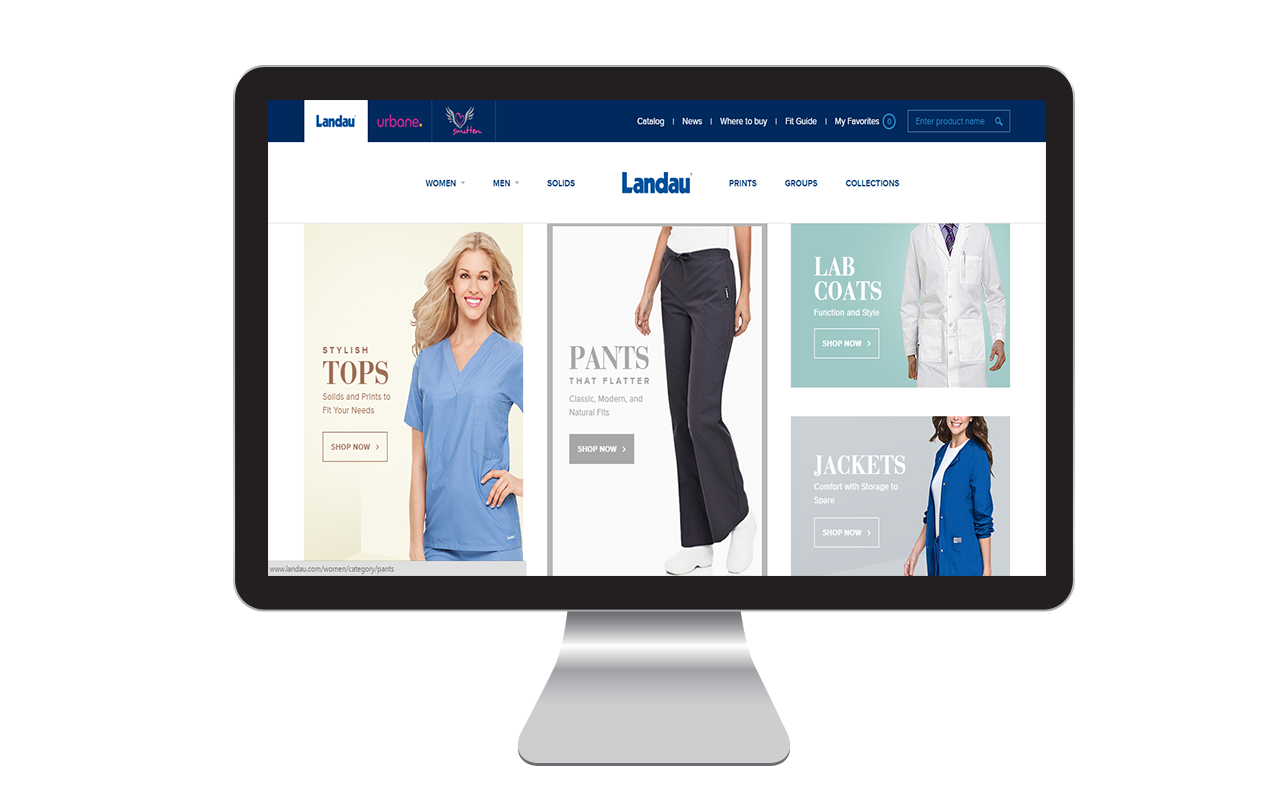 Landau urbane. Smitten Catalog | News | Where to buy | Fit Guide | My Favorites 0 Enter product name
WOMEN MEN SOLIDS Landau PRINTS GROUPS COLLECTIONS
STYLISH
TOPS
Solids and Prints to
Fit Your Needs
SHOP NOW
PANTS
THAT FLATTER
Classic, Modern, and
Natural Fits
SHOP NOW
LAB
COATS
Function and Style
SHOP NOW
JACKETS
Comfort with Storage to
Spare
SHOP NOW
www.landau.com/women/category/pants